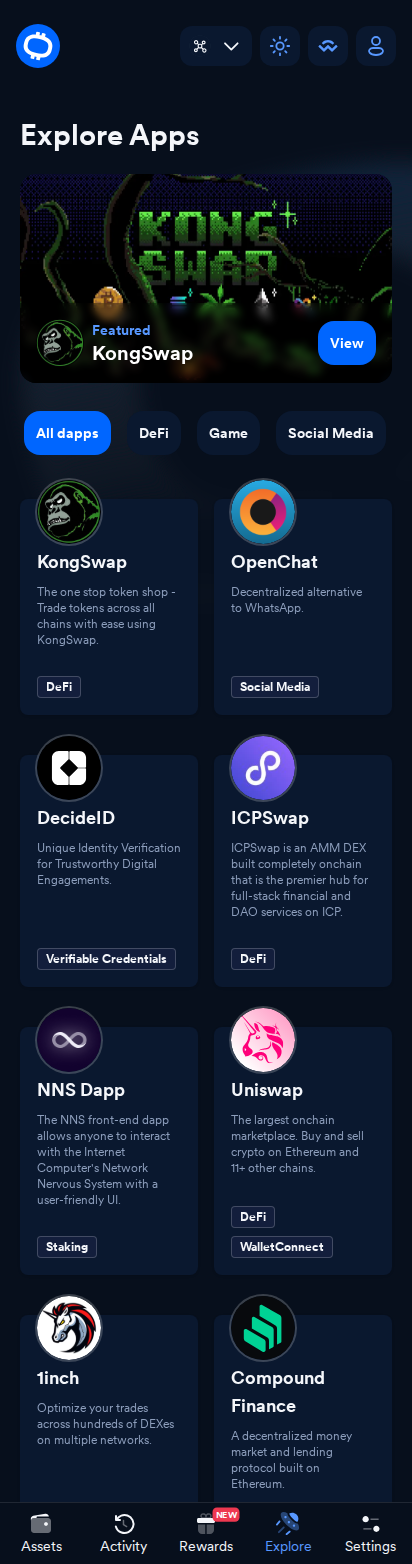 Explore Apps
KONG
SWAP
Featured
KongSwap
View
All dapps
DeFi
Game
Social Media
KongSwap
The one stop token shop -
Trade tokens across all
chains with ease using
KongSwap.
DeFi
OpenChat
Decentralized alternative
to WhatsApp.
Social Media
DecideID
Unique Identity Verification
for Trustworthy Digital
Engagements.
Verifiable Credentials
ICPSwap
ICPSwap is an AMM DEX
built completely onchain
that is the premier hub for
full-stack financial and
DAO services on ICP.
DeFi
NNS Dapp
The NNS front-end dapp
allows anyone to interact
with the Internet
Computer's Network
Nervous System with a
user-friendly UI.
Staking
Uniswap
The largest onchain
marketplace. Buy and sell
crypto on Ethereum and
11+ other chains.
DeFi
WalletConnect
1inch
Optimize your trades
across hundreds of DEXes
on multiple networks.
Compound
Finance
A decentralized money
market and lending
protocol built on
Ethereum.
Assets
Activity
NEW
Rewards
Explore
Settings